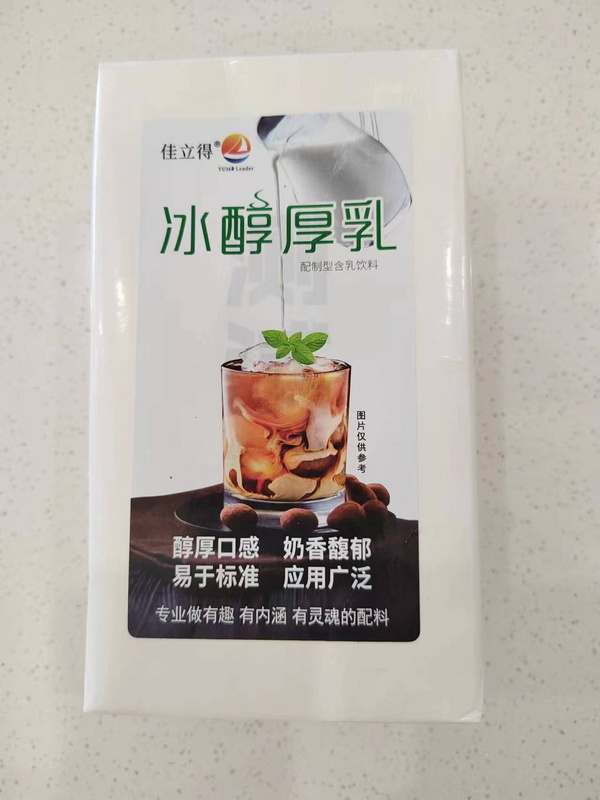 佳立得®
YUMI Leader
冰醇厚乳
配制型含乳饮料
图片仅供参考
醇厚口感 奶香馥郁
易于标准 应用广泛
专业做有趣 有内涵 有灵魂的配料